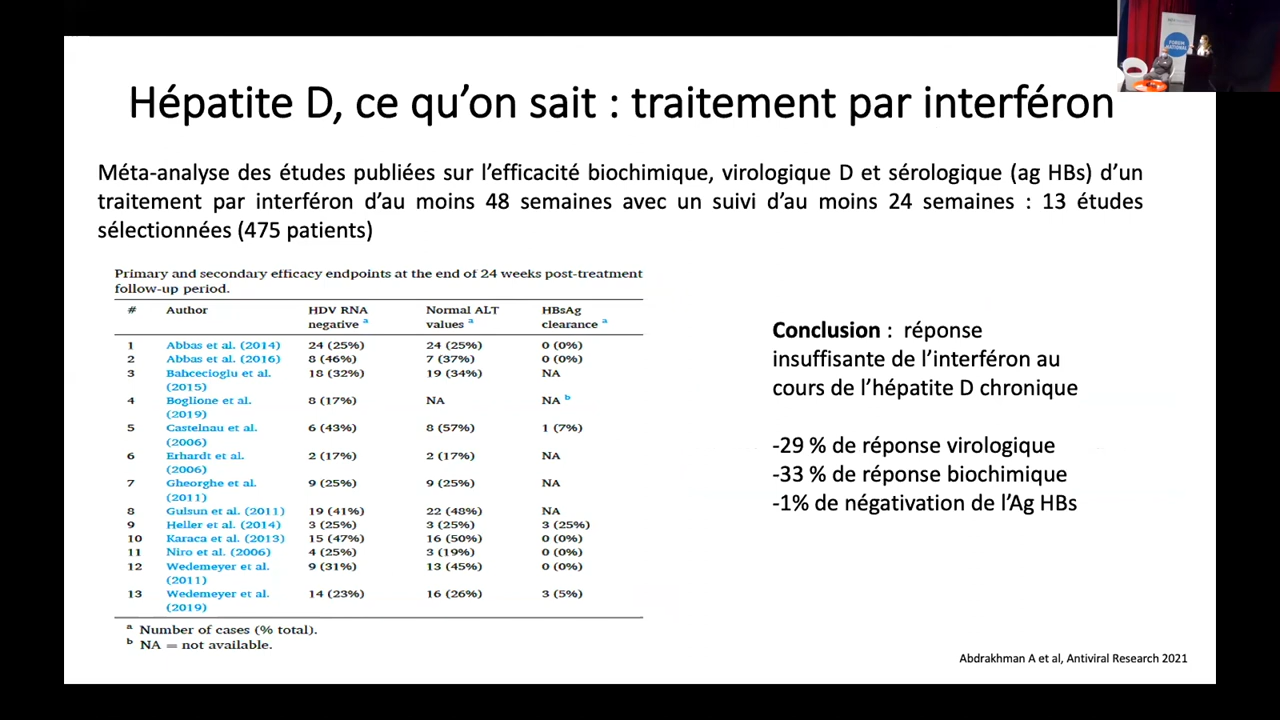 Hépatite D, ce qu'on sait : traitement par interféron
Méta-analyse des études publiées sur l'efficacité biochimique, virologique D et sérologique (ag HBs) d'un
traitement par interféron d'au moins 48 semaines avec un suivi d'au moins 24 semaines : 13 études
sélectionnées (475 patients)
Primary and secondary efficacy endpoints at the end of 24 weeks post-treatment
follow-up period.
# Author HDV RNA negative a Normal ALT values a HBsAg clearance a
1 Abbas et al. (2014) 24 (25%) 24 (25%) 0 (0%)
2 Abbas et al. (2016) 8 (46%) 7 (37%) 0 (0%)
3 Bahcecioglu et al. (2015) 18 (32%) 19 (34%) NA
4 Boglione et al. (2019) 8 (17%) NA NA b
5 Castelnau et al. (2006) 6 (43%) 8 (57%) 1 (7%)
6 Erhardt et al. (2006) 2 (17%) 2 (17%) NA
7 Gheorghe et al. (2011) 9 (25%) 9 (25%) NA
8 Gulsun et al. (2011) 19 (41%) 22 (48%) NA
9 Heller et al. (2014) 3 (25%) 3 (25%) 3 (25%)
10 Karaca et al. (2013) 15 (47%) 16 (50%) 0 (0%)
11 Niro et al. (2006) 4 (25%) 3 (19%) 0 (0%)
12 Wedemeyer et al. (2011) 9 (31%) 13 (45%) 0 (0%)
13 Wedemeyer et al. (2019) 14 (23%) 16 (26%) 3 (5%)
a Number of cases (% total).
b NA = not available.
Conclusion : réponse
insuffisante de l'interféron au
cours de l'hépatite D chronique
-29 % de réponse virologique
-33 % de réponse biochimique
-1% de négativation de l'Ag HBs
Abdrakhman A et al, Antiviral Research 2021
FORUM
NATIONAL